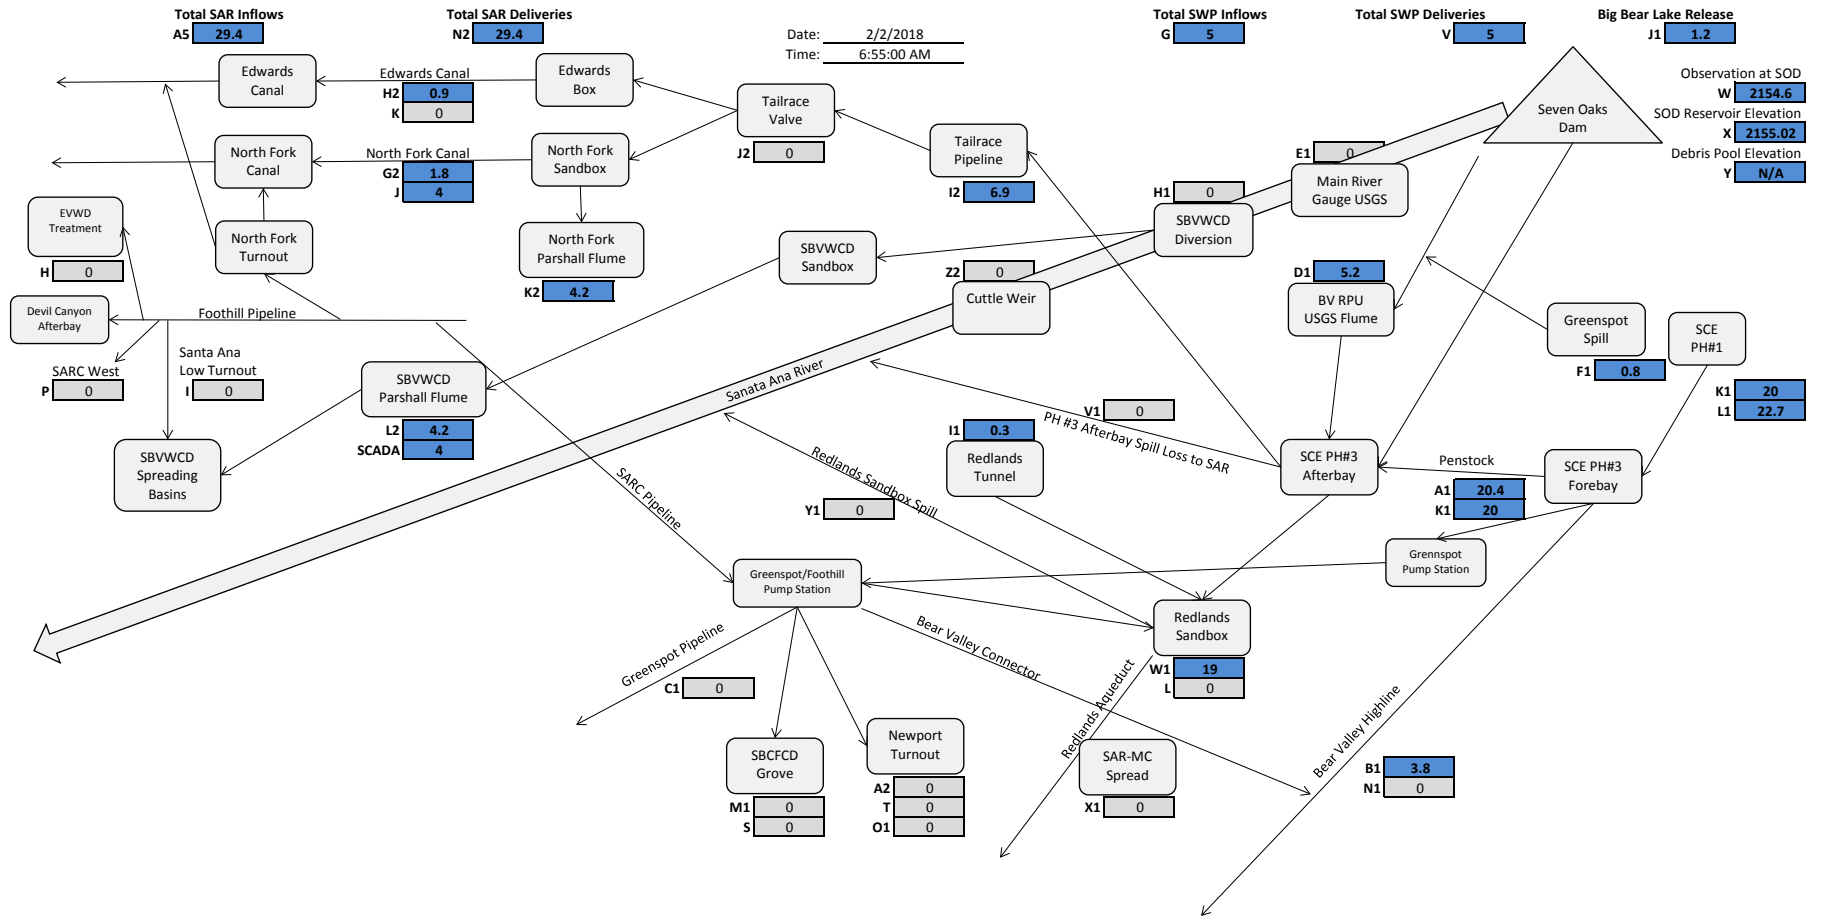 Total SAR Inflows
A5 29.4
Total SAR Deliveries
N2 29.4
Date: 2/2/2018
Time: 6:55:00 AM
Total SWP Inflows
G 5
Total SWP Deliveries
V 5
Big Bear Lake Release
J1 1.2
Observation at SOD
W 2154.6
SOD Reservoir Elevation
X 2155.02
Debris Pool Elevation
Y N/A
Seven Oaks
Dam
Edwards
Canal
Edwards Canal
H2 0.9
K 0
Edwards
Box
Tailrace
Valve
J2 0
Tailrace
Pipeline
I2 6.9
E1 0
Main River
Gauge USGS
H1 0
SBVWCD
Diversion
North Fork
Canal
North Fork Canal
G2 1.8
J 4
North Fork
Sandbox
North Fork
Parshall Flume
K2 4.2
EVWD
Treatment
H 0
North Fork
Turnout
SBVWCD
Sandbox
Z2 0
Cuttle Weir
D1 5.2
BV RPU
USGS Flume
Greenspot
Spill
F1 0.8
SCE
PH#1
K1 20
L1 22.7
Devil Canyon
Afterbay
Foothill Pipeline
SARC West
P 0
Santa Ana
Low Turnout
I 0
SBVWCD
Parshall Flume
L2 4.2
SCADA 4
SBVWCD
Spreading
Basins
Sanata Ana River
V1 0
PH #3 Afterbay Spill Loss to SAR
I1 0.3
Redlands
Tunnel
Redlands Sandbox Spill
Y1 0
SARC Pipeline
SCE PH#3
Afterbay
Penstock
A1 20.4
K1 20
SCE PH#3
Forebay
Grennspot
Pump Station
Greenspot/Foothill
Pump Station
Redlands
Sandbox
W1 19
L 0
Greenspot Pipeline
C1 0
Bear Valley Connector
Redlands Aqueduct
Bear Valley Highline
SBCFCD
Grove
M1 0
S 0
Newport
Turnout
A2 0
T 0
O1 0
SAR-MC
Spread
X1 0
B1 3.8
N1 0